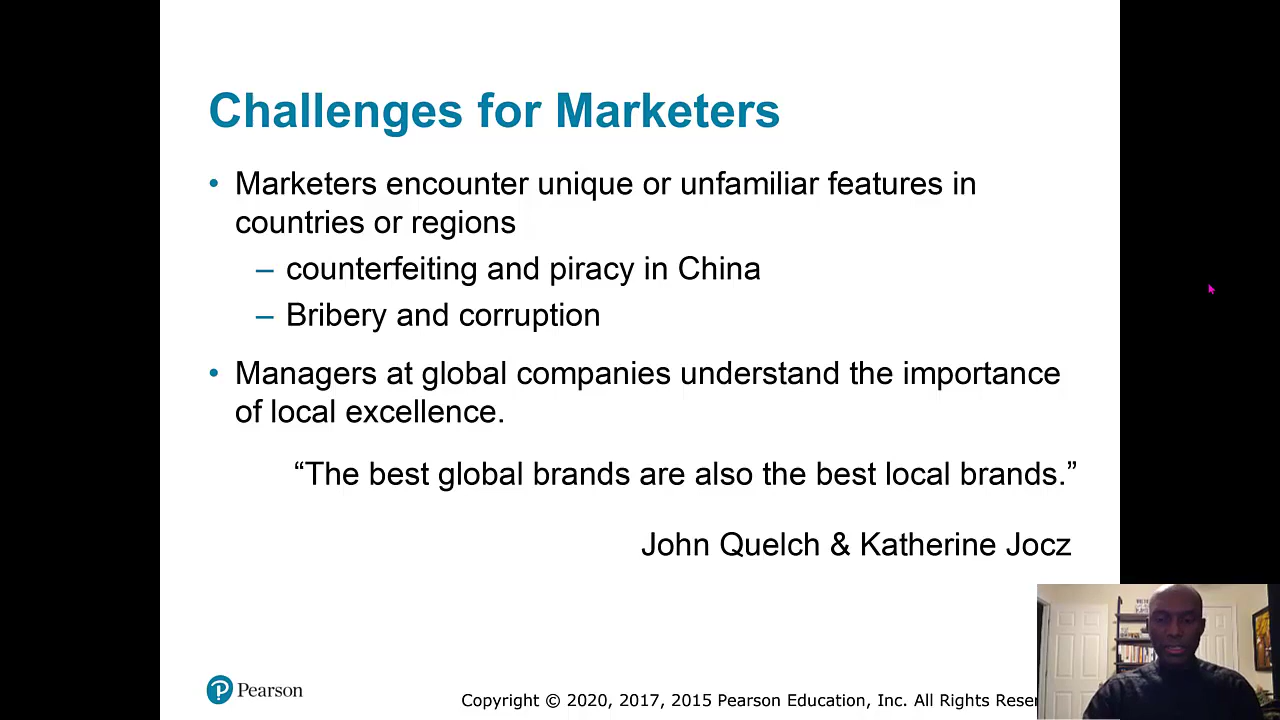 Challenges for Marketers
• Marketers encounter unique or unfamiliar features in
countries or regions
– counterfeiting and piracy in China
– Bribery and corruption
• Managers at global companies understand the importance
of local excellence.
“The best global brands are also the best local brands.”
John Quelch & Katherine Jocz
P Pearson
Copyright © 2020, 2017, 2015 Pearson Education, Inc. All Rights Reser